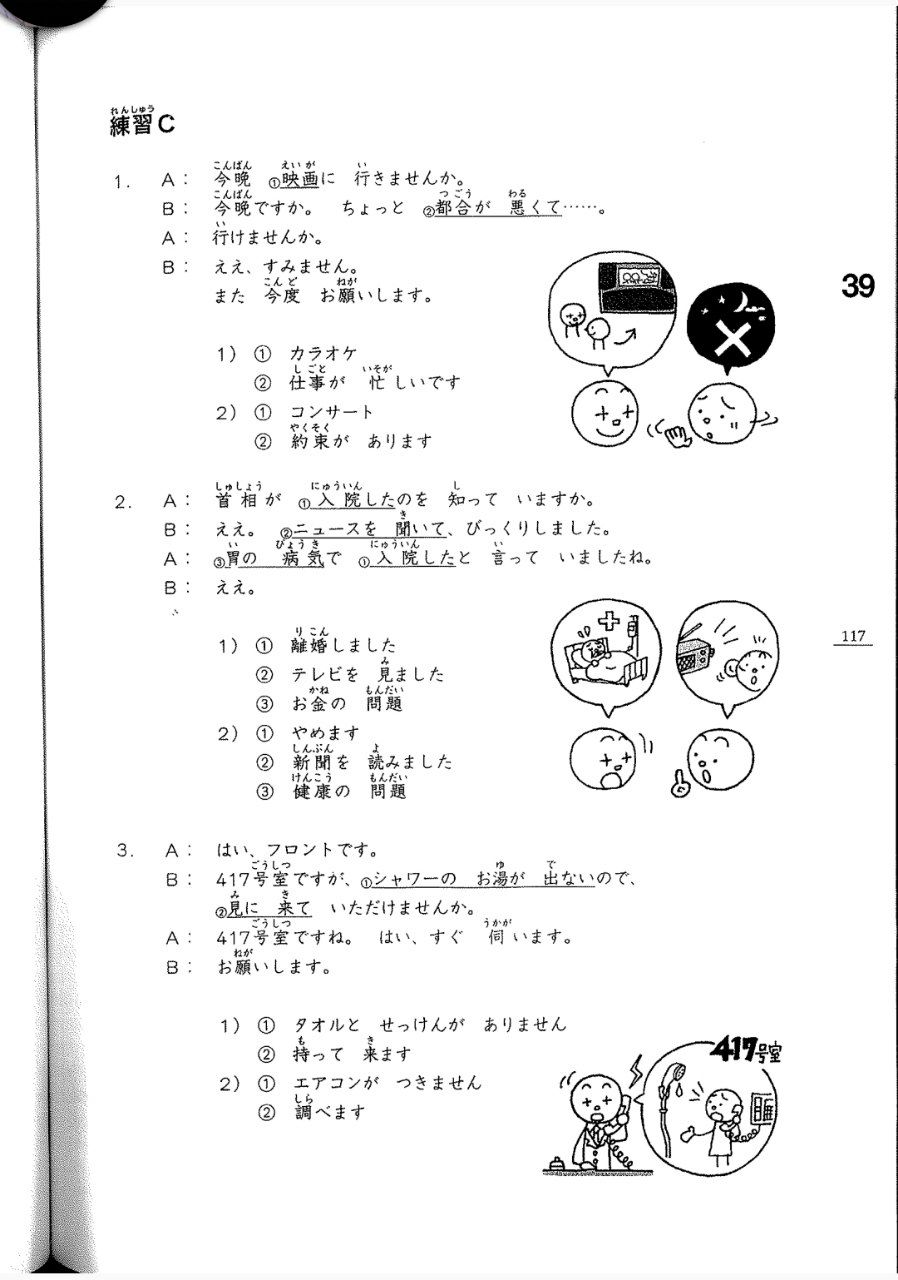 れんしゅう
練習C
1. A： 今晩 ①映画に 行きませんか。
B： 今晩ですか。 ちょっと ②都合が 悪くて……。
A： 行けませんか。
B： ええ、すみません。
また 今度 お願いします。
1) ① カラオケ
② 仕事が 忙しいです
2) ① コンサート
② 約束が あります
39
2. A： 首相が ①入院したのを 知って いますか。
B： ええ。 ②ニュースを 聞いて、びっくりしました。
A： ③胃の 病気で ①入院したと 言って いましたね。
B： ええ。
1) ① 離婚しました
② テレビを 見ました
③ お金の 問題
2) ① やめます
② 新聞を 読みました
③ 健康の 問題
117
3. A： はい、フロントです。
B： 417号室ですが、①シャワーの お湯が 出ないので、
②見に 来て いただけませんか。
A： 417号室ですね。 はい、すぐ 伺います。
B： お願いします。
1) ① タオルと せっけんが ありません
② 持って 来ます
2) ① エアコンが つきません
② 調べます
417号室